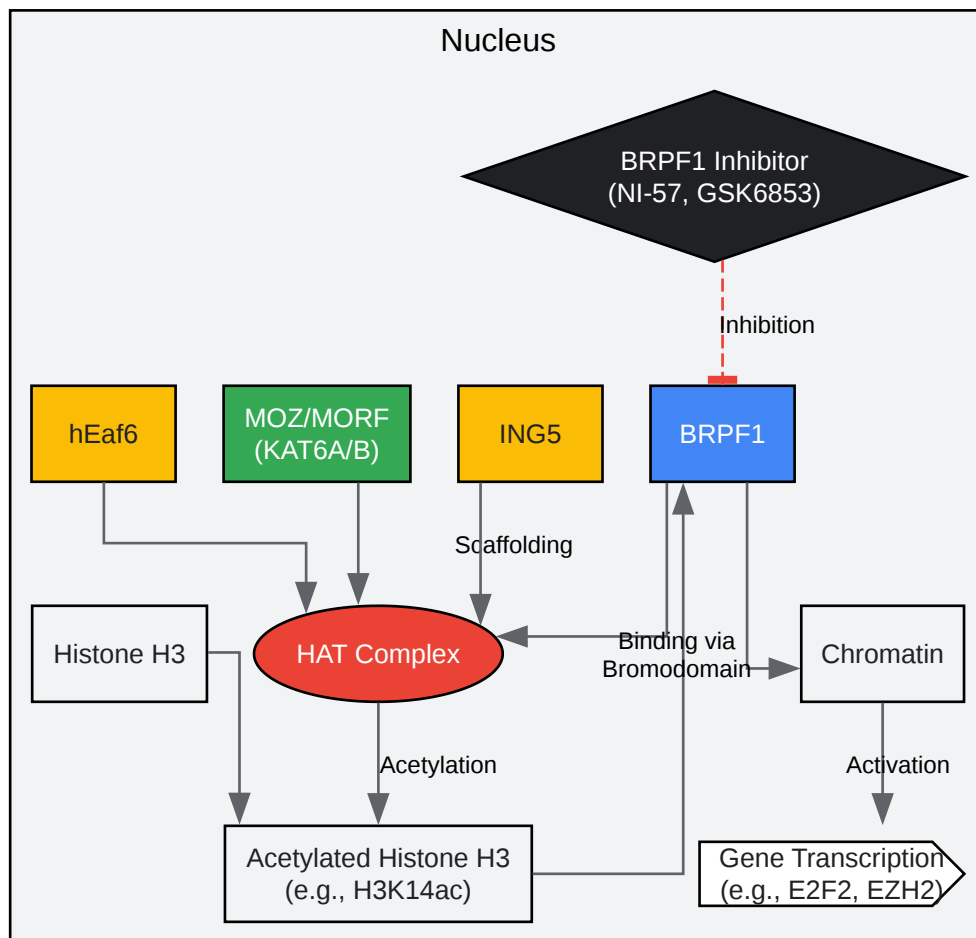 Nucleus
BRPF1 Inhibitor
(NI-57, GSK6853)
Inhibition
hEaf6
MOZ/MORF
(KAT6A/B)
ING5
BRPF1
Scaffolding
Histone H3
HAT Complex
Binding via
Bromodomain
Chromatin
Acetylation
Activation
Acetylated Histone H3
(e.g., H3K14ac)
Gene Transcription
(e.g., E2F2, EZH2)